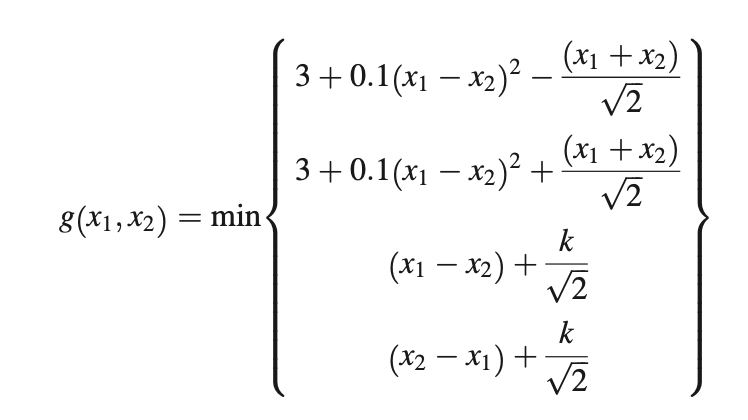 g(x₁,x₂) = min { 3 + 0.1(x₁ − x₂)² − (x₁ + x₂)/√2
3 + 0.1(x₁ − x₂)² + (x₁ + x₂)/√2
(x₁ − x₂) + k/√2
(x₂ − x₁) + k/√2 }